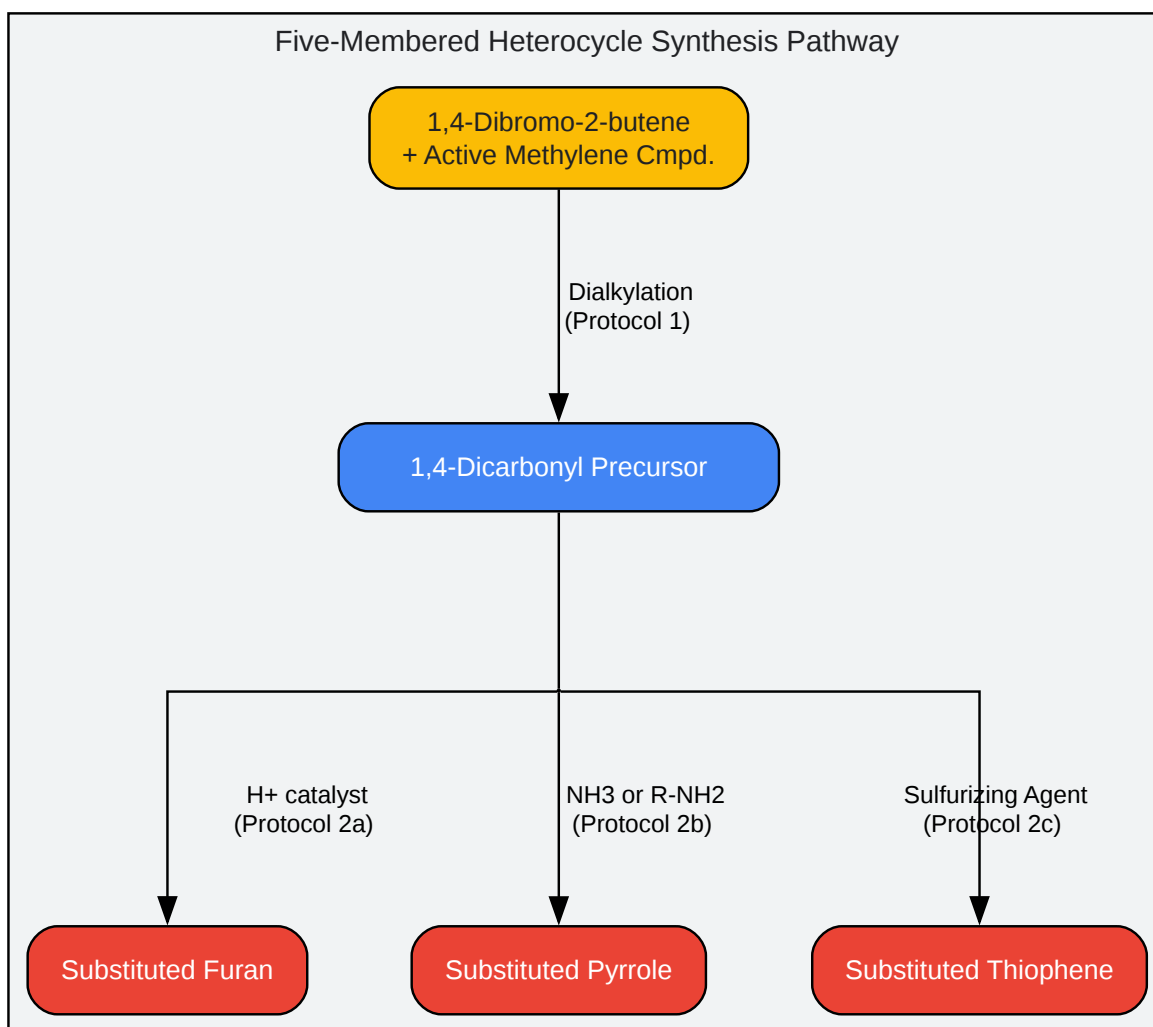 Five-Membered Heterocycle Synthesis Pathway
1,4-Dibromo-2-butene
+ Active Methylene Cmpd.
Dialkylation
(Protocol 1)
1,4-Dicarbonyl Precursor
H+ catalyst
(Protocol 2a)
NH3 or R-NH2
(Protocol 2b)
Sulfurizing Agent
(Protocol 2c)
Substituted Furan
Substituted Pyrrole
Substituted Thiophene